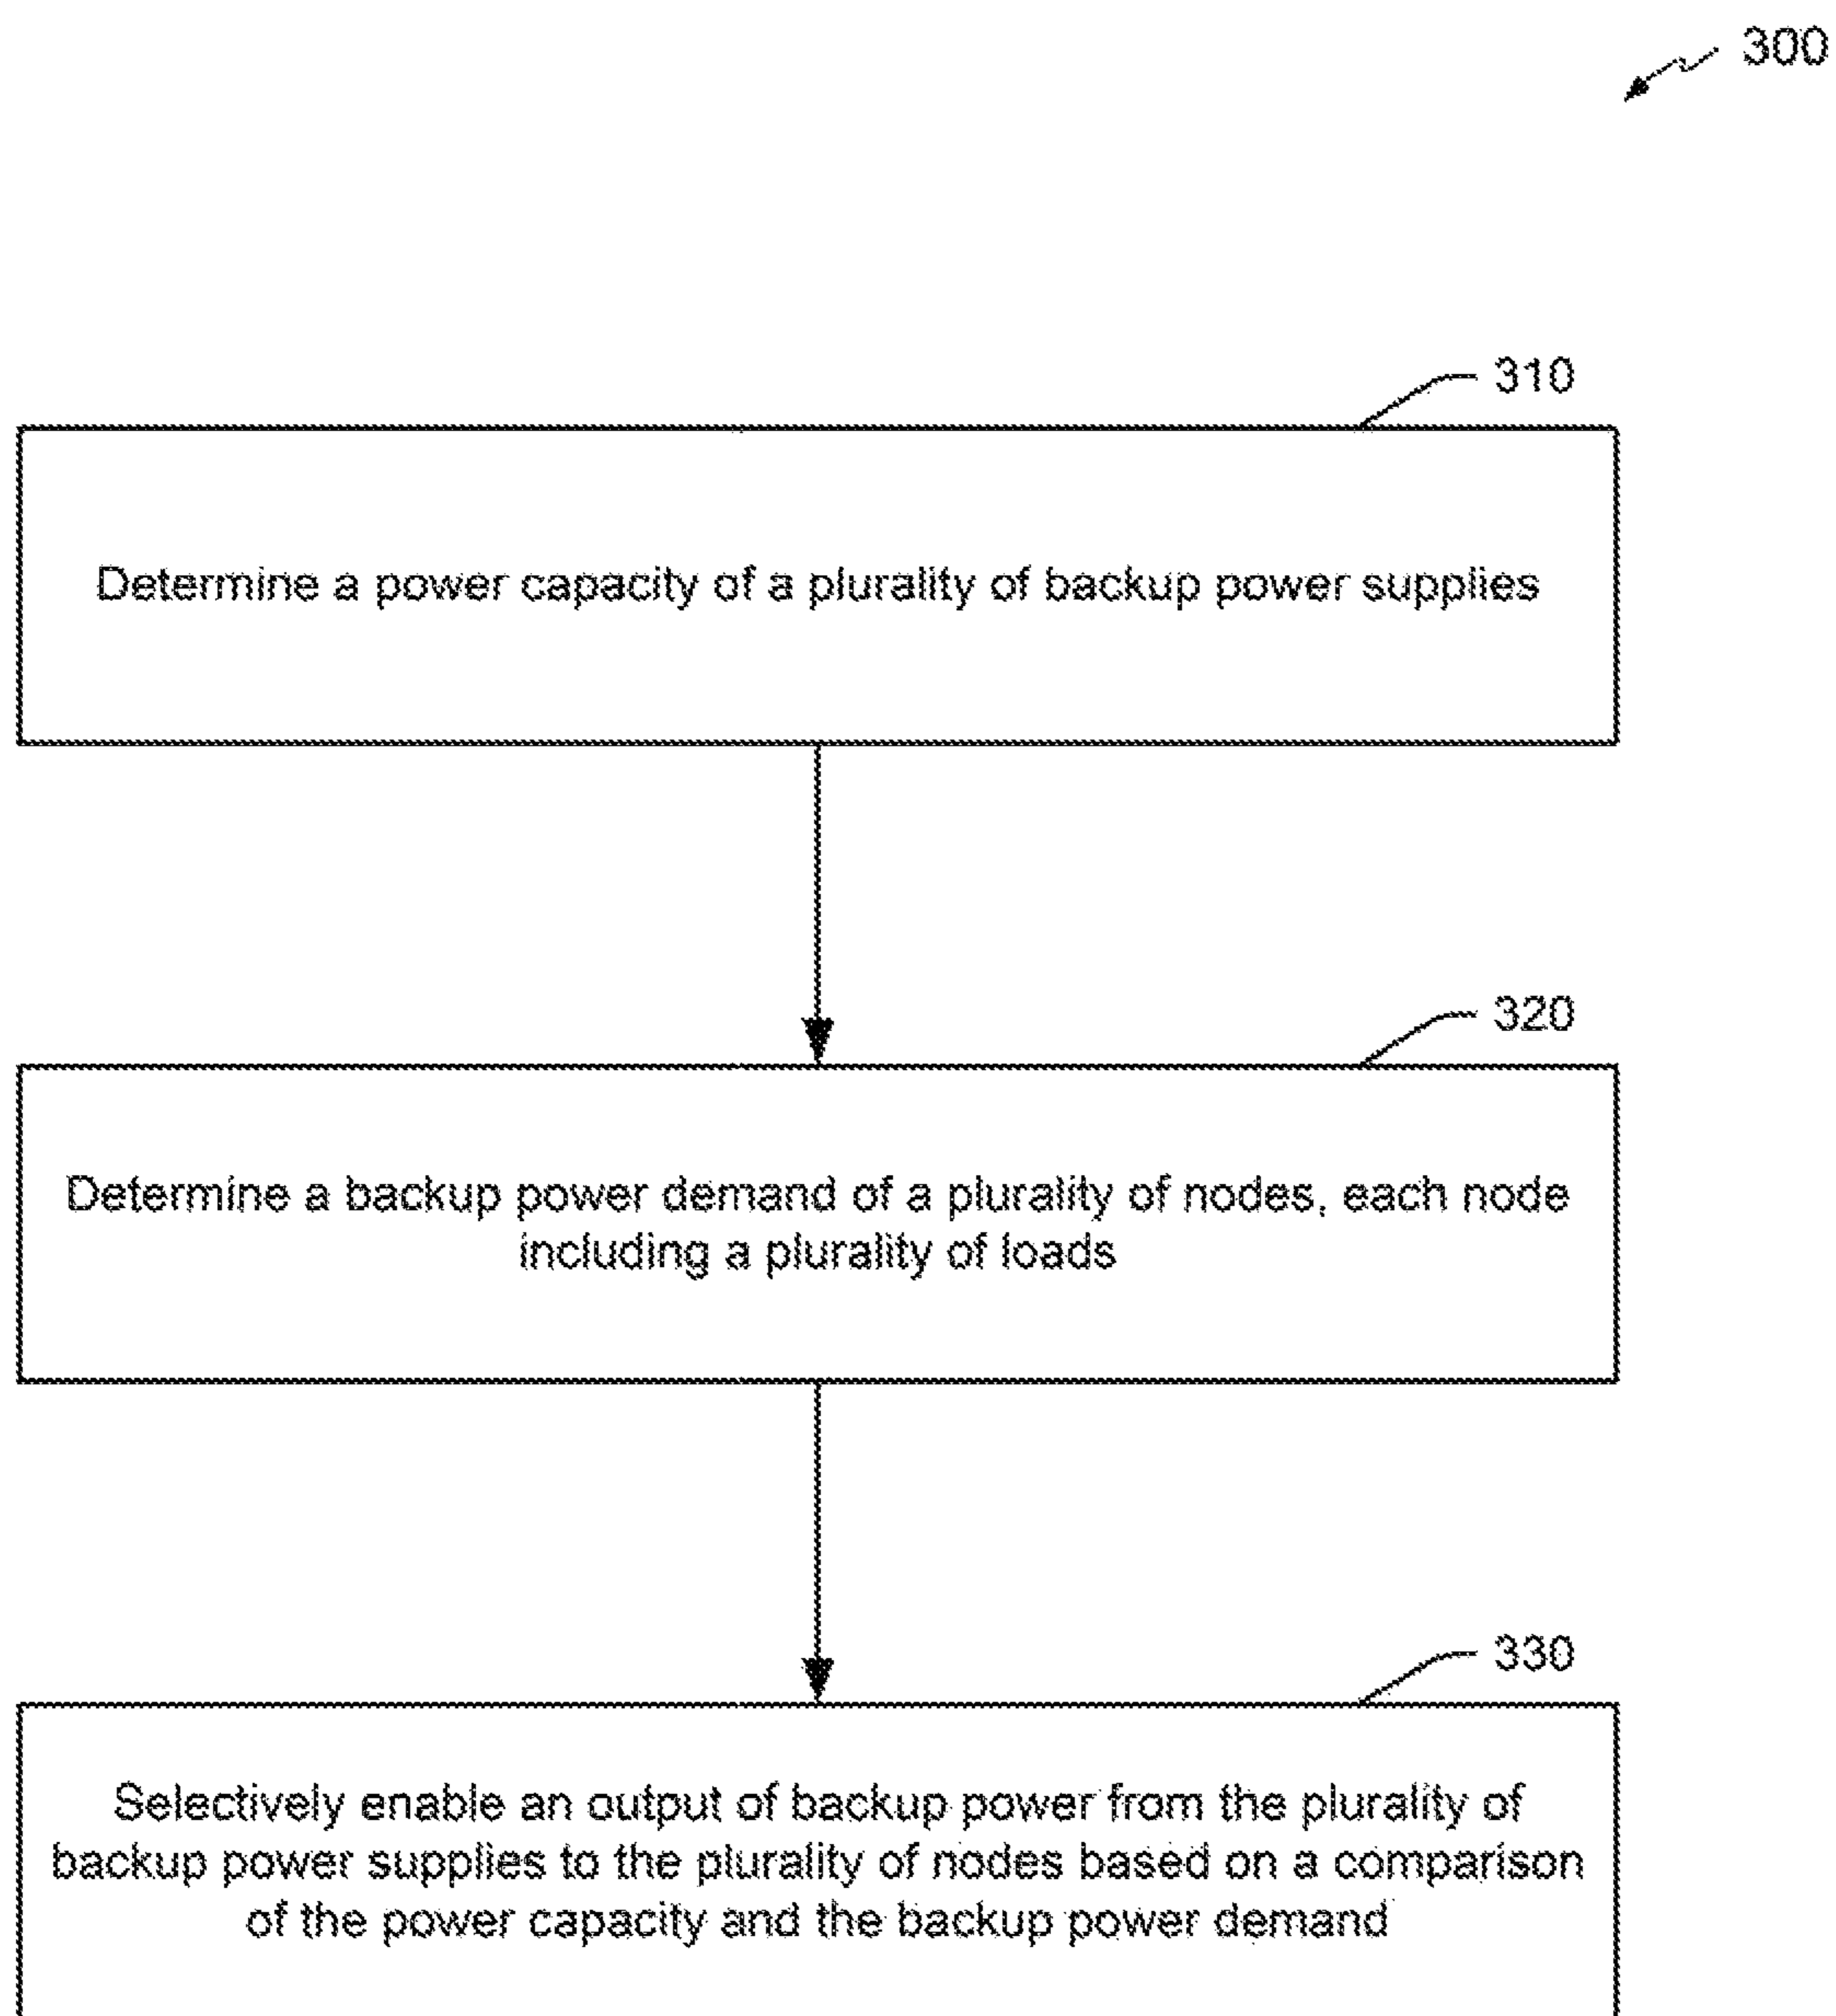 300
310
Determine a power capacity of a plurality of backup power supplies
320
Determine a backup power demand of a plurality of nodes, each node
including a plurality of loads
330
Selectively enable an output of backup power from the plurality of
backup power supplies to the plurality of nodes based on a comparison
of the power capacity and the backup power demand